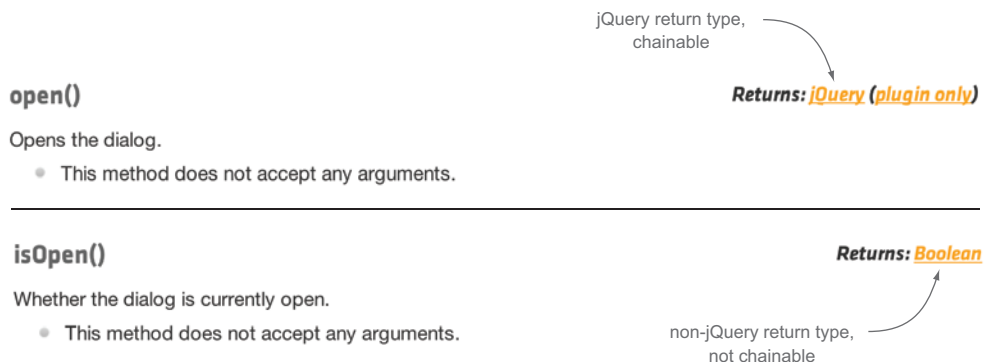 jQuery return type,
chainable
open() Returns: jQuery (plugin only)
Opens the dialog.
This method does not accept any arguments.
isOpen() Returns: Boolean
Whether the dialog is currently open.
This method does not accept any arguments.
non-jQuery return type,
not chainable